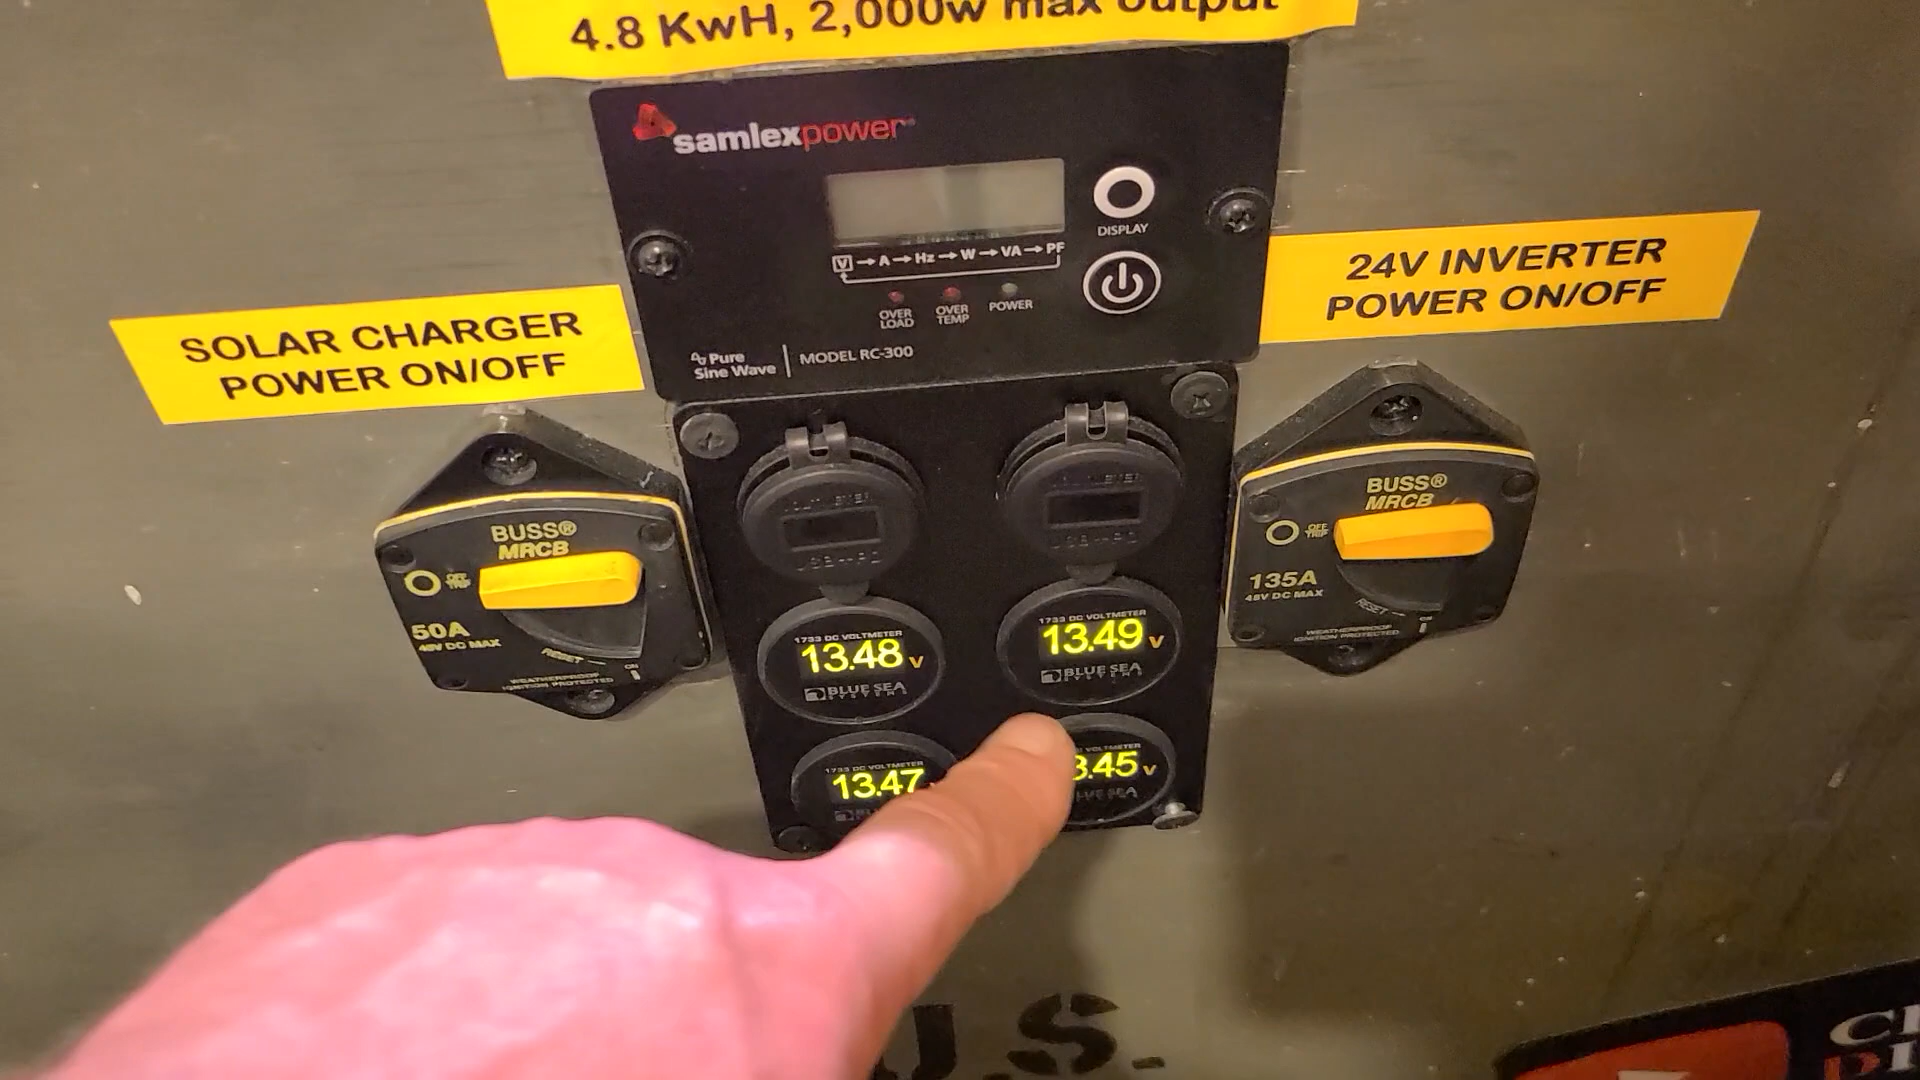 4.8 KwH, 2,000w max output
samlexpower
DISPLAY
V → A → Hz → W → VA → PF
OVER LOAD
OVER TEMP
POWER
Pure Sine Wave
MODEL RC-300
SOLAR CHARGER
POWER ON/OFF
24V INVERTER
POWER ON/OFF
BUSS®
MRCB
OFF
TRIP
50A
48V DC MAX
RESET
ON
WEATHERPROOF
IGNITION PROTECTED
BUSS®
MRCB
OFF
TRIP
135A
48V DC MAX
RESET
ON
WEATHERPROOF
IGNITION PROTECTED
1733 DC VOLTMETER
13.48 V
BLUE SEA
SYSTEMS
1733 DC VOLTMETER
13.49 V
BLUE SEA
SYSTEMS
1733 DC VOLTMETER
13.47
VOLTMETER
3.45 V
U.S.